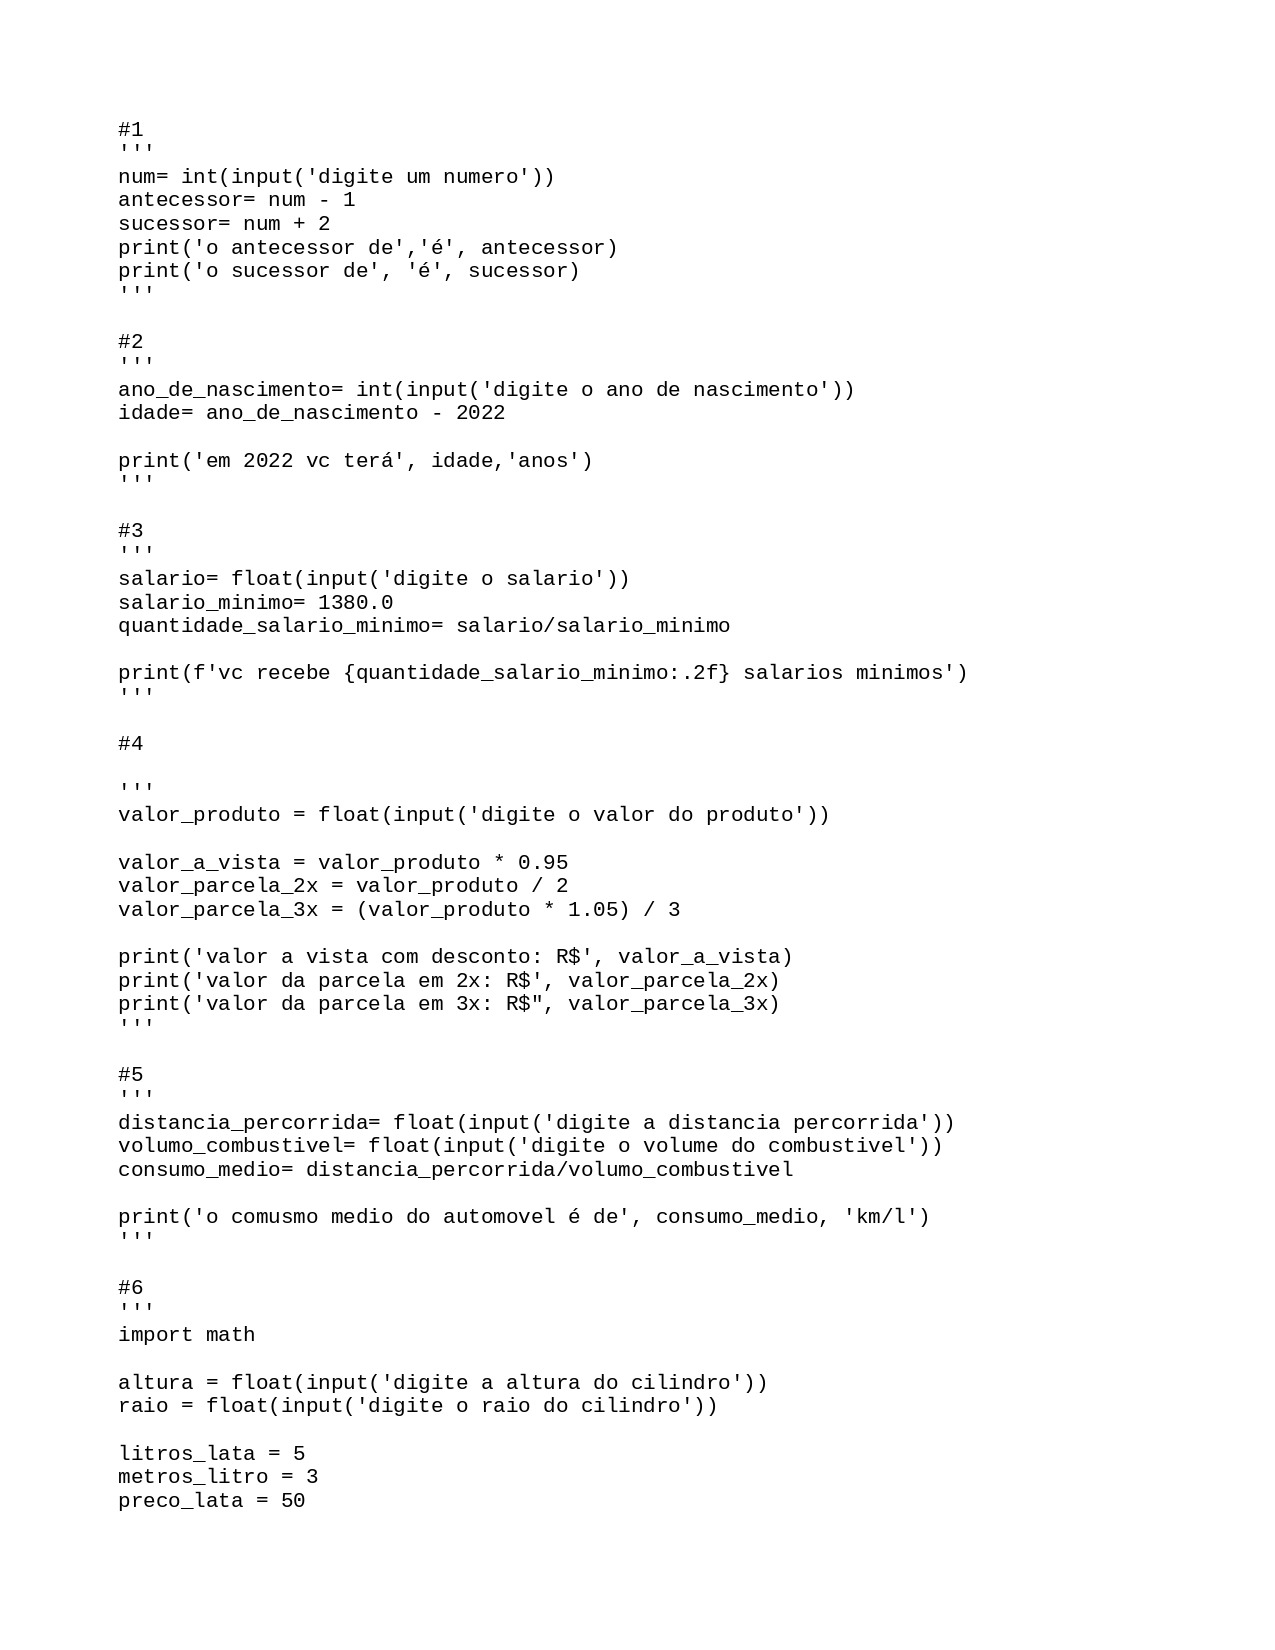 #1
'''
num= int(input('digite um numero'))
antecessor= num - 1
sucessor= num + 2
print('o antecessor de','é', antecessor)
print('o sucessor de', 'é', sucessor)
'''
#2
'''
ano_de_nascimento= int(input('digite o ano de nascimento'))
idade= ano_de_nascimento - 2022
print('em 2022 vc terá', idade,'anos')
'''
#3
'''
salario= float(input('digite o salario'))
salario_minimo= 1380.0
quantidade_salario_minimo= salario/salario_minimo
print(f'vc recebe {quantidade_salario_minimo:.2f} salarios minimos')
'''
#4
'''
valor_produto = float(input('digite o valor do produto'))
valor_a_vista = valor_produto * 0.95
valor_parcela_2x = valor_produto / 2
valor_parcela_3x = (valor_produto * 1.05) / 3
print('valor a vista com desconto: R$', valor_a_vista)
print('valor da parcela em 2x: R$', valor_parcela_2x)
print('valor da parcela em 3x: R$", valor_parcela_3x)
'''
#5
'''
distancia_percorrida= float(input('digite a distancia percorrida'))
volumo_combustivel= float(input('digite o volume do combustivel'))
consumo_medio= distancia_percorrida/volumo_combustivel
print('o comusmo medio do automovel é de', consumo_medio, 'km/l')
'''
#6
'''
import math
altura = float(input('digite a altura do cilindro'))
raio = float(input('digite o raio do cilindro'))
litros_lata = 5
metros_litro = 3
preco_lata = 50